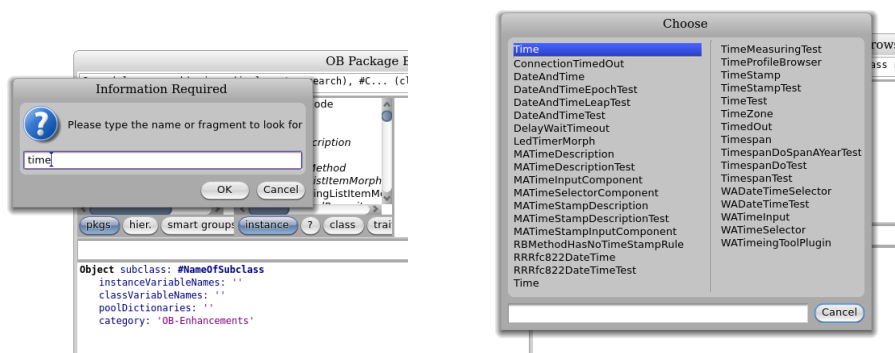 OB Package
Information Required
Please type the name or fragment to look for
time
OK
Cancel
pkgs
hier.
smart groups
instance
?
class
Object subclass: #NameOfSubclass
instanceVariableNames: ''
classVariableNames: ''
poolDictionaries: ''
category: 'OB-Enhancements'
Choose
Time
ConnectionTimedOut
DateAndTime
DateAndTimeEpochTest
DateAndTimeLeapTest
DateAndTimeTest
DelayWaitTimeout
LedTimerMorph
MATimeDescription
MATimeDescriptionTest
MATimeInputComponent
MATimeSelectorComponent
MATimeStampDescription
MATimeStampDescriptionTest
MATimeStampInputComponent
RBMethodHasNoTimeStampRule
RRRfc822DateTime
RRRfc822DateTimeTest
Time
TimeMeasuringTest
TimeProfileBrowser
TimeStamp
TimeStampTest
TimeTest
TimeZone
TimedOut
Timespan
TimespanDoSpanAYearTest
TimespanDoTest
TimespanTest
WADateTimeSelector
WADateTimeTest
WATimeInput
WATimeSelector
WATimeingToolPlugin
Cancel